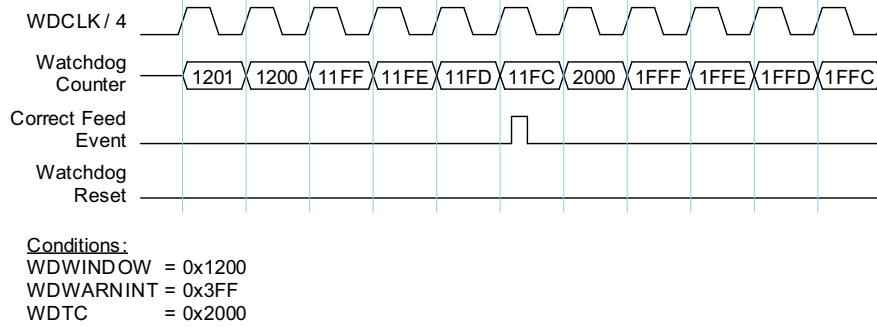 WDCLK / 4
Watchdog
Counter
1201 1200 11FF 11FE 11FD 11FC 2000 1FFF 1FFE 1FFD 1FFC
Correct Feed
Event
Watchdog
Reset
Conditions:
WDWINDOW = 0x1200
WDWARNINT = 0x3FF
WDTC = 0x2000